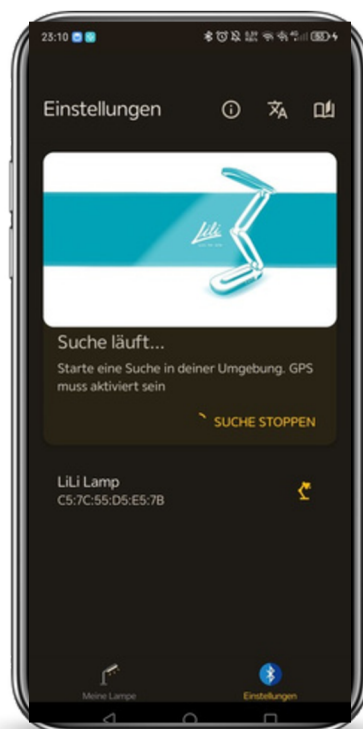 23:10
Einstellungen
Lili
Suche läuft...
Starte eine Suche in deiner Umgebung. GPS
muss aktiviert sein
SUCHE STOPPEN
LiLi Lamp
C5:7C:55:D5:E5:7B
Meine Lampe
Einstellungen